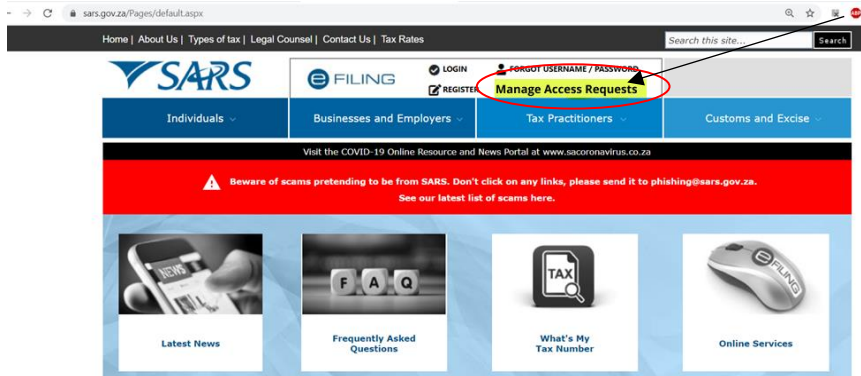 sars.gov.za/Pages/default.aspx
ABP
Home | About Us | Types of tax | Legal Counsel | Contact Us | Tax Rates
Search this site...
Search
SARS
e FILING
LOGIN
FORGOT USERNAME / PASSWORD
REGISTER
Manage Access Requests
Individuals
Businesses and Employers
Tax Practitioners
Customs and Excise
Visit the COVID-19 Online Resource and News Portal at www.sacoronavirus.co.za
Beware of scams pretending to be from SARS. Don't click on any links, please send it to phishing@sars.gov.za.
See our latest list of scams here.
NEWS
F A Q
TAX
e FILING
Latest News
Frequently Asked
Questions
What's My
Tax Number
Online Services